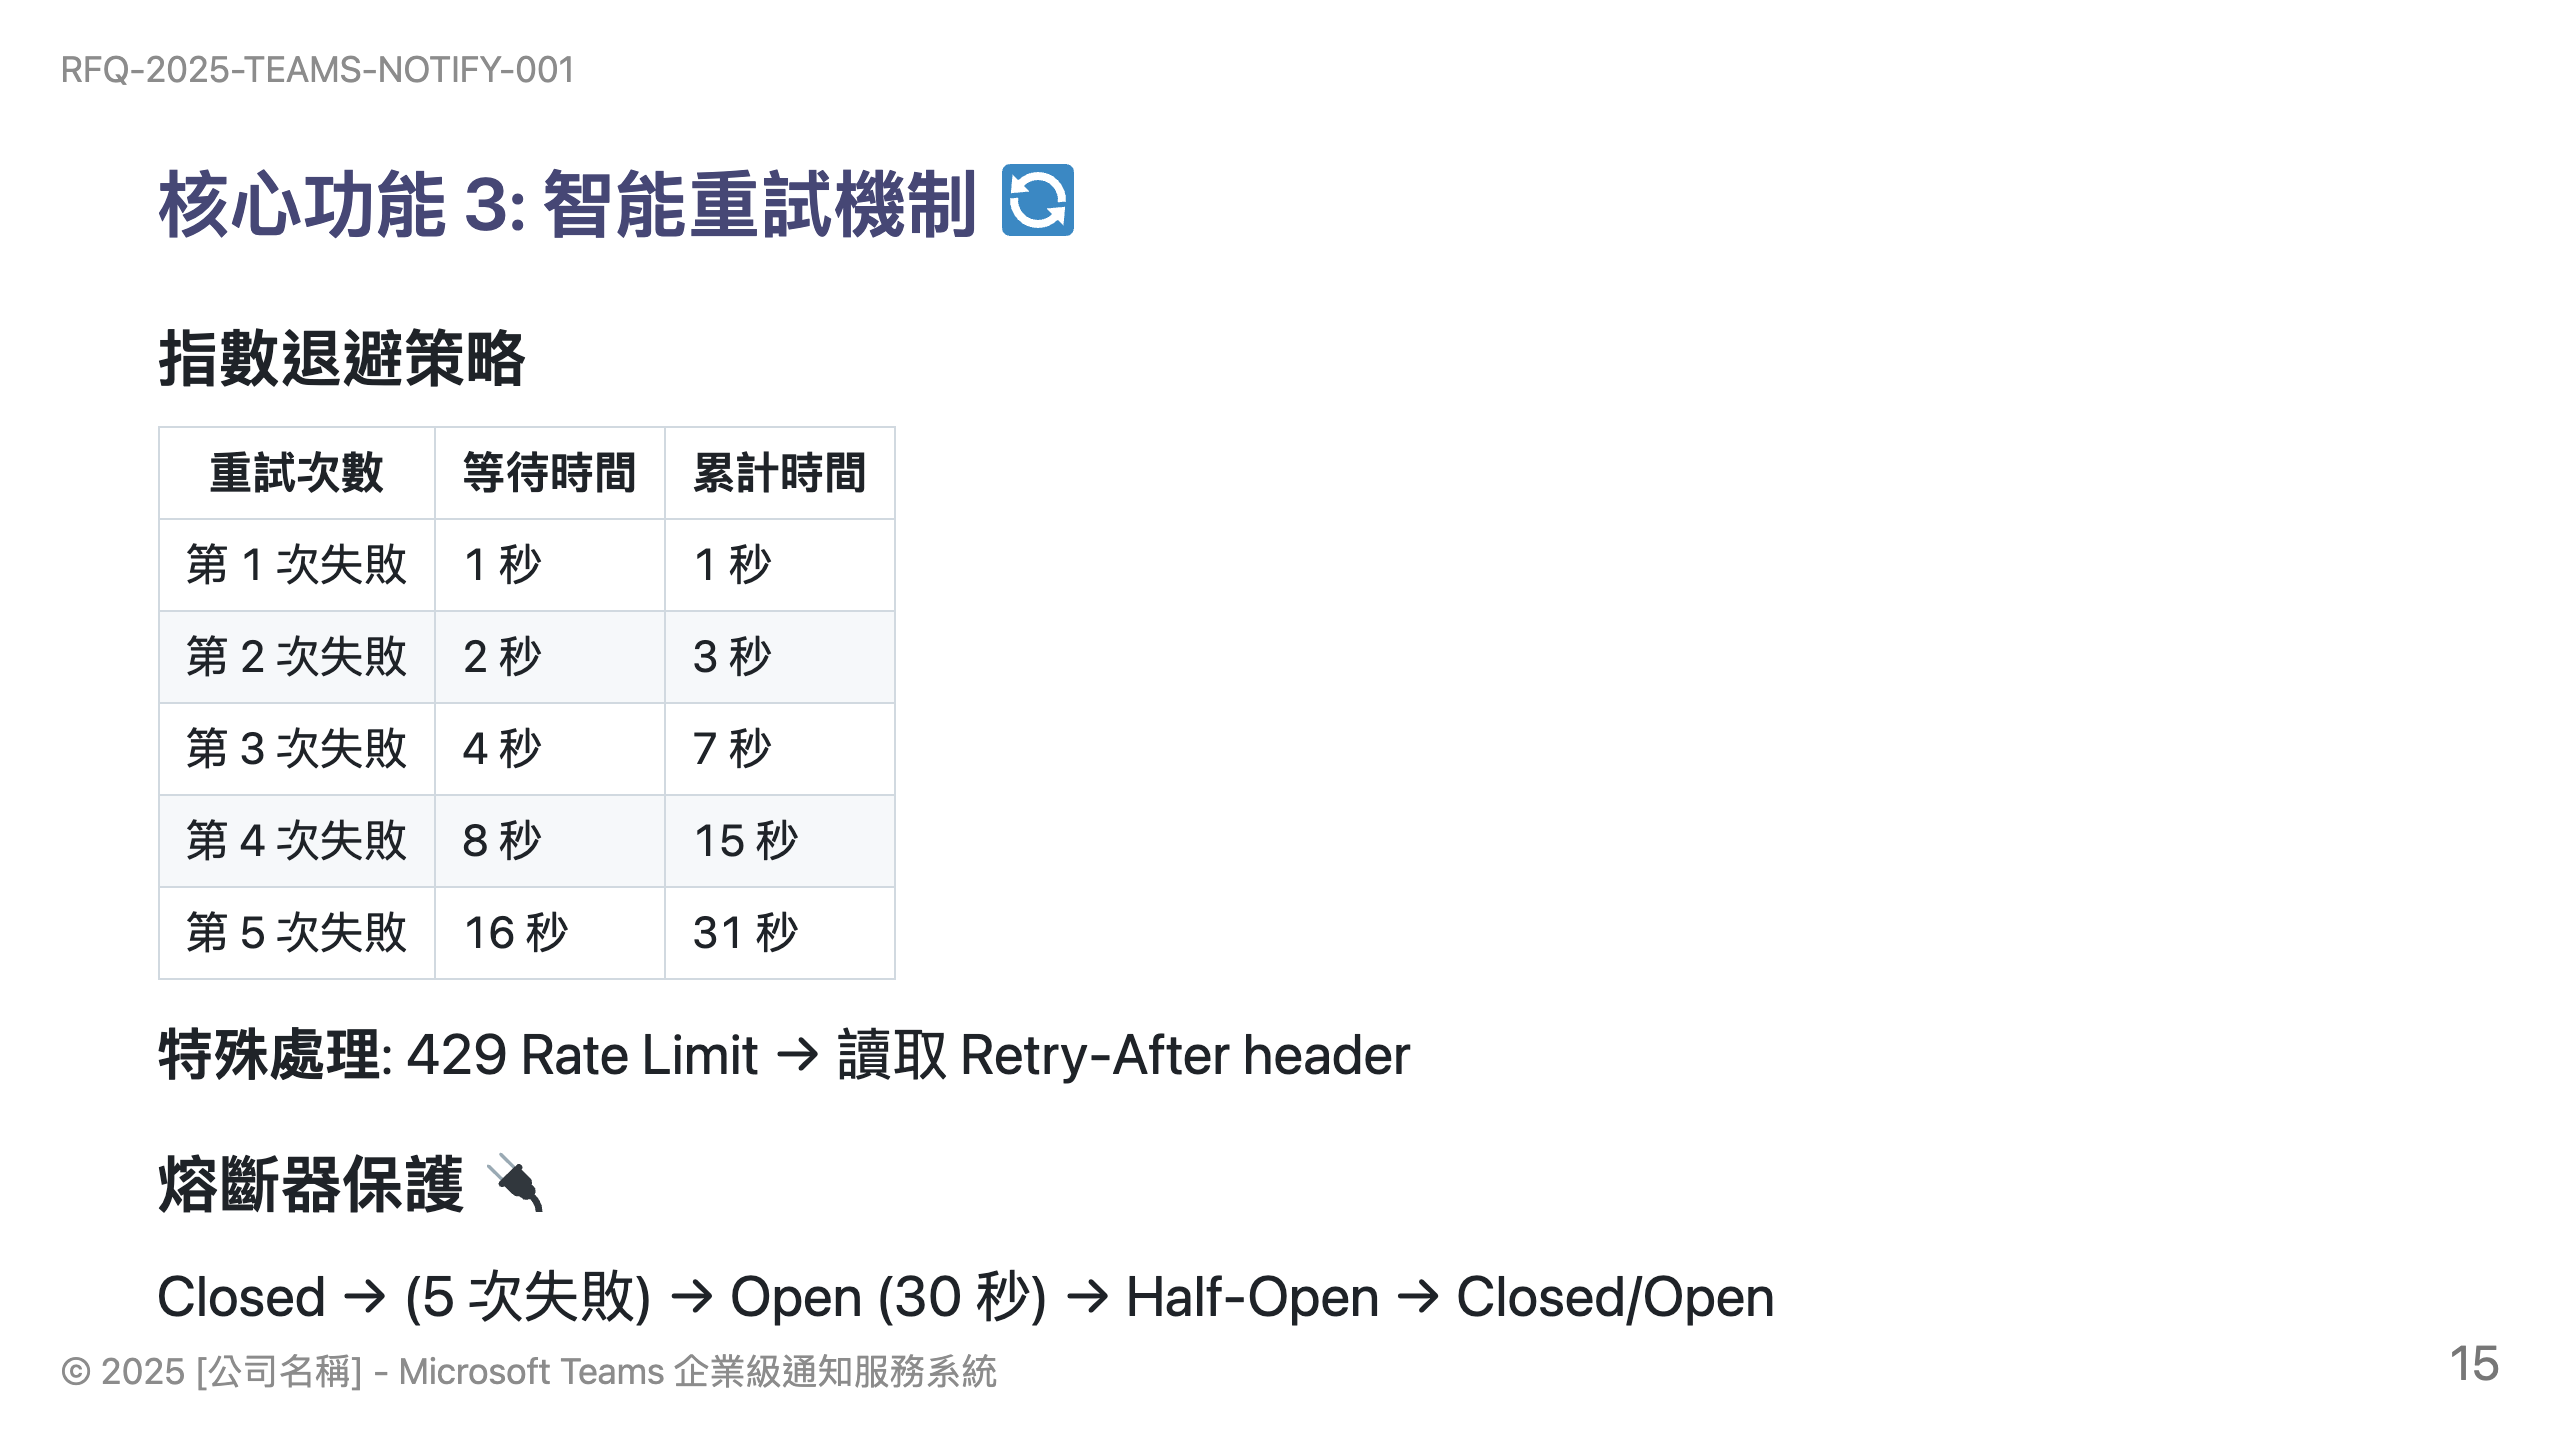 RFQ-2025-TEAMS-NOTIFY-001
核心功能 3: 智能重試機制 🔄
指數退避策略
重試次數 等待時間 累計時間
第 1 次失敗 1 秒 1 秒
第 2 次失敗 2 秒 3 秒
第 3 次失敗 4 秒 7 秒
第 4 次失敗 8 秒 15 秒
第 5 次失敗 16 秒 31 秒
特殊處理: 429 Rate Limit → 讀取 Retry-After header
熔斷器保護 🔌
Closed → (5 次失敗) → Open (30 秒) → Half-Open → Closed/Open
© 2025 [公司名稱] - Microsoft Teams 企業級通知服務系統
15